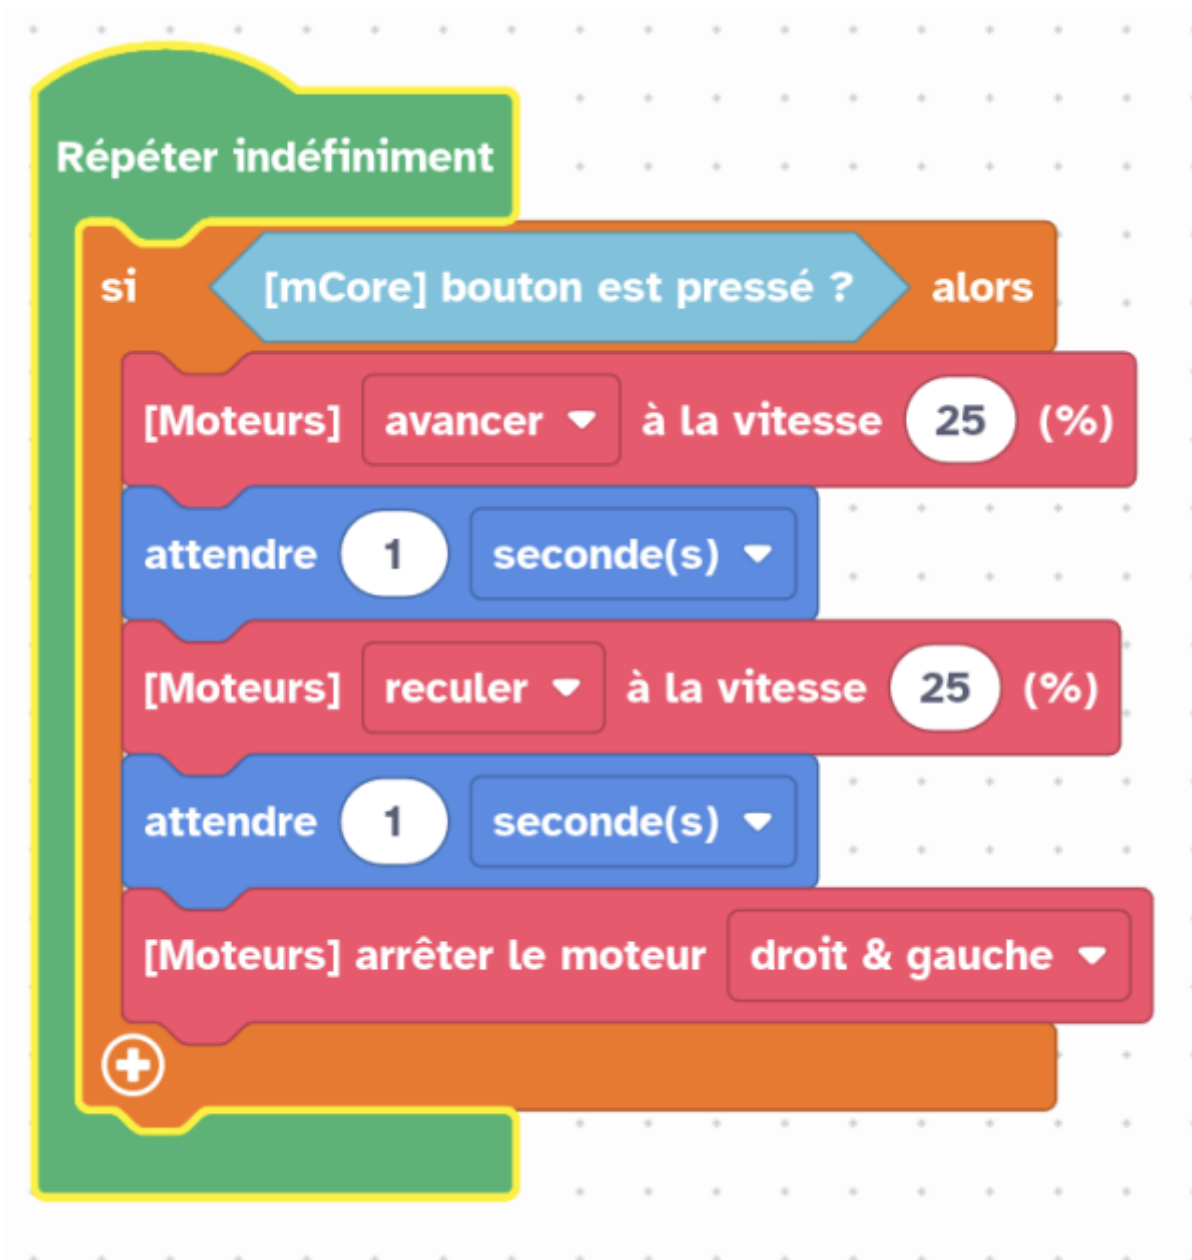 Répéter indéfiniment
si [mCore] bouton est pressé ? alors
[Moteurs] avancer à la vitesse 25 (%)
attendre 1 seconde(s)
[Moteurs] reculer à la vitesse 25 (%)
attendre 1 seconde(s)
[Moteurs] arrêter le moteur droit & gauche